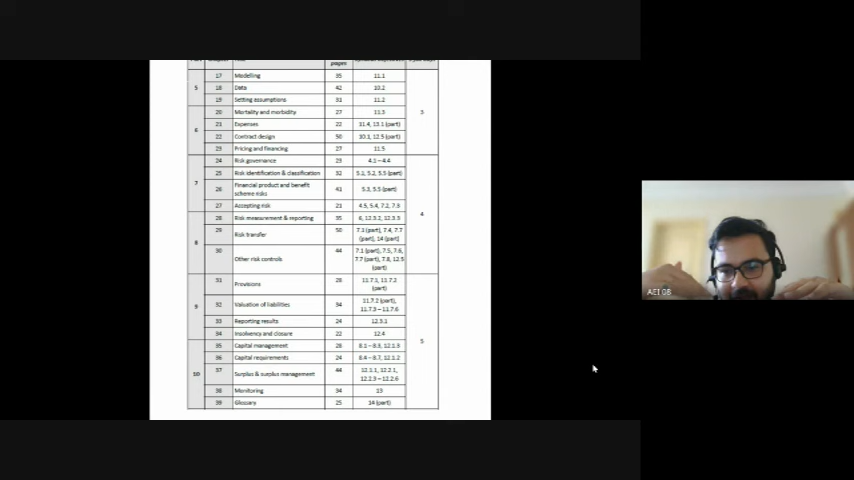 pages
17 Modelling 35 11.1
5 18 Data 42 10.2
19 Setting assumptions 31 11.2
3
20 Mortality and morbidity 27 11.3
6 21 Expenses 22 11.4, 13.1 (part)
22 Contract design 50 10.1, 12.5 (part)
23 Pricing and financing 27 11.5
24 Risk governance 23 4.1 – 4.4
7 25 Risk identification & classification 32 5.1, 5.2, 5.5 (part)
26 Financial product and benefit
scheme risks 41 5.3, 5.5 (part)
27 Accepting risk 21 4.5, 5.4, 7.2, 7.3
4
28 Risk measurement & reporting 35 6, 12.3.2, 12.3.3
8 29 Risk transfer 50 7.1 (part), 7.4, 7.7
(part), 14 (part)
30 Other risk controls 44 7.1 (part), 7.5, 7.6,
7.7 (part), 7.8, 12.5
(part)
31 Provisions 28 11.7.1, 11.7.2
(part)
9 32 Valuation of liabilities 34 11.7.2 (part),
11.7.3 – 11.7.6
33 Reporting results 24 12.3.1
34 Insolvency and closure 22 12.4
5
35 Capital management 28 8.1 – 8.3, 12.1.3
36 Capital requirements 24 8.4 – 8.7, 12.1.2
10 37 Surplus & surplus management 44 12.1.1, 12.2.1,
12.2.3 – 12.2.6
38 Monitoring 34 13
39 Glossary 25 14 (part)
AEI 08